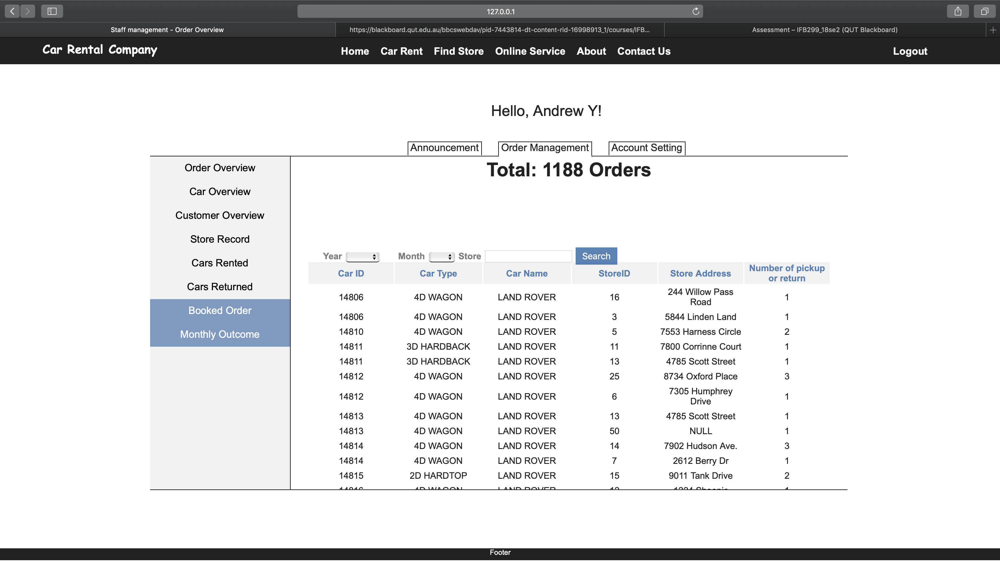 127.0.0.1
Staff management - Order Overview https://blackboard.qut.edu.au/bbcswebdav/pid-7443814-dt-content-rid-16998913_1/courses/IFB... Assessment – IFB299_18se2 (QUT Blackboard)
Car Rental Company Home Car Rent Find Store Online Service About Contact Us Logout
Hello, Andrew Y!
Announcement Order Management Account Setting
Total: 1188 Orders
Order Overview
Car Overview
Customer Overview
Store Record
Cars Rented
Cars Returned
Booked Order
Monthly Outcome
Year Month Store Search
Car ID Car Type Car Name StoreID Store Address Number of pickup
or return
14806 4D WAGON LAND ROVER 16 244 Willow Pass
Road 1
14806 4D WAGON LAND ROVER 3 5844 Linden Land 1
14810 4D WAGON LAND ROVER 5 7553 Harness Circle 2
14811 3D HARDBACK LAND ROVER 11 7800 Corrinne Court 1
14811 3D HARDBACK LAND ROVER 13 4785 Scott Street 1
14812 4D WAGON LAND ROVER 25 8734 Oxford Place 3
14812 4D WAGON LAND ROVER 6 7305 Humphrey
Drive 1
14813 4D WAGON LAND ROVER 13 4785 Scott Street 1
14813 4D WAGON LAND ROVER 50 NULL 1
14814 4D WAGON LAND ROVER 14 7902 Hudson Ave. 3
14814 4D WAGON LAND ROVER 7 2612 Berry Dr 1
14815 2D HARDTOP LAND ROVER 15 9011 Tank Drive 2
4D WAGON LAND ROVER
Footer